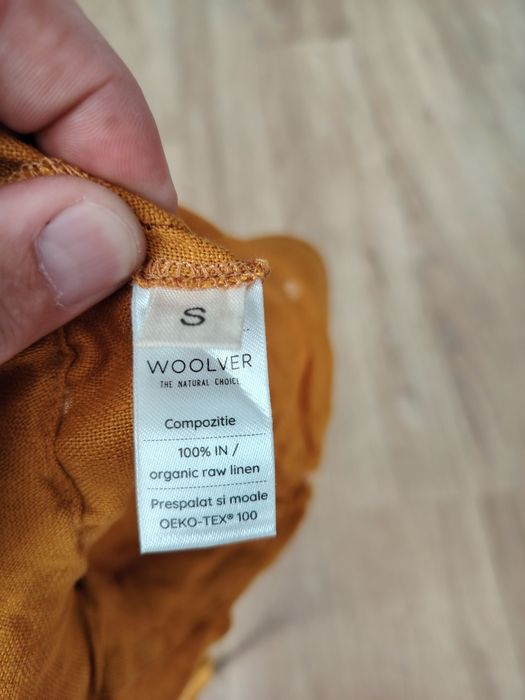 S
WOOLVER
THE NATURAL CHOICE
Compozitie
100% IN /
organic raw linen
Prespalat si moale
OEKO-TEX® 100